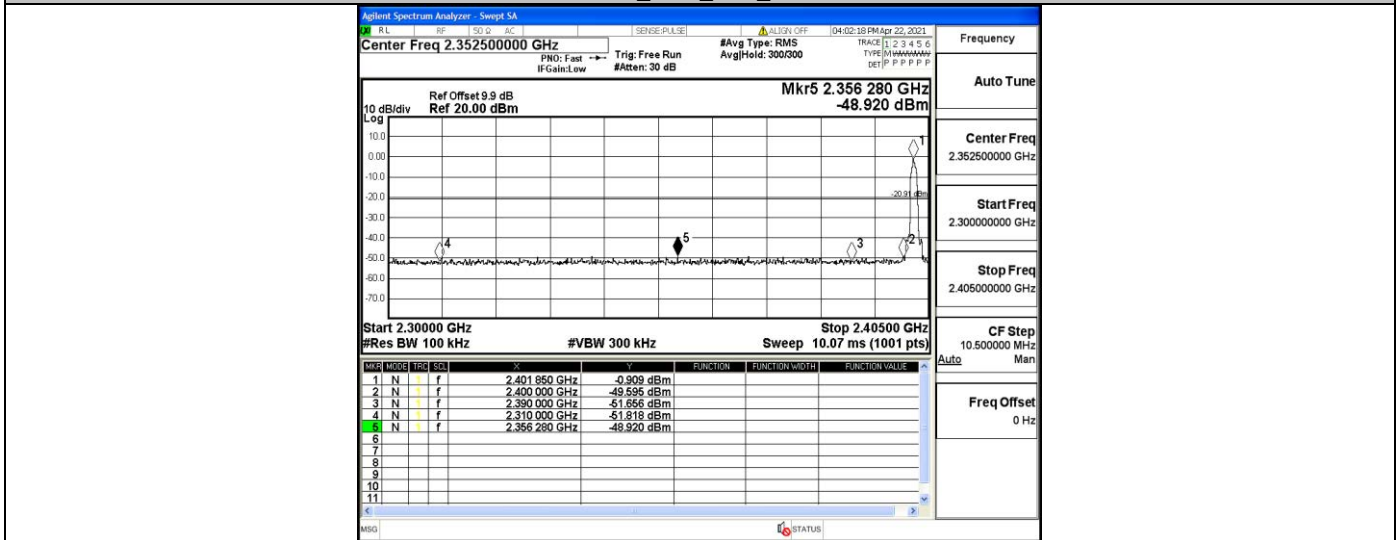 Agilent Spectrum Analyzer - Swept SA
RL RF 50 Ω AC SENSE:PULSE ALIGN OFF 04:02:18 PM Apr 22, 2021
Center Freq 2.352500000 GHz
PNO: Fast
IFGain:Low
Trig: Free Run
#Atten: 30 dB
#Avg Type: RMS
Avg|Hold: 300/300
TRACE 1 2 3 4 5 6
TYPE M
DET P P P P P P
Ref Offset 9.9 dB
10 dB/div Ref 20.00 dBm
Log
Mkr5 2.356 280 GHz
-48.920 dBm
10.0
0.00
-10.0
-20.0
-30.0
-40.0
-50.0
-60.0
-70.0
-20.91 dBm
1
2
3
4
5
Start 2.30000 GHz Stop 2.40500 GHz
#Res BW 100 kHz #VBW 300 kHz Sweep 10.07 ms (1001 pts)
MKR MODE TRC SCL X Y FUNCTION FUNCTION WIDTH FUNCTION VALUE
1 N 1 f 2.401 850 GHz -0.909 dBm
2 N 1 f 2.400 000 GHz -49.595 dBm
3 N 1 f 2.390 000 GHz -51.656 dBm
4 N 1 f 2.310 000 GHz -51.818 dBm
5 N 1 f 2.356 280 GHz -48.920 dBm
6
7
8
9
10
11
MSG STATUS
Frequency
Auto Tune
Center Freq
2.352500000 GHz
Start Freq
2.300000000 GHz
Stop Freq
2.405000000 GHz
CF Step
10.500000 MHz
Auto Man
Freq Offset
0 Hz